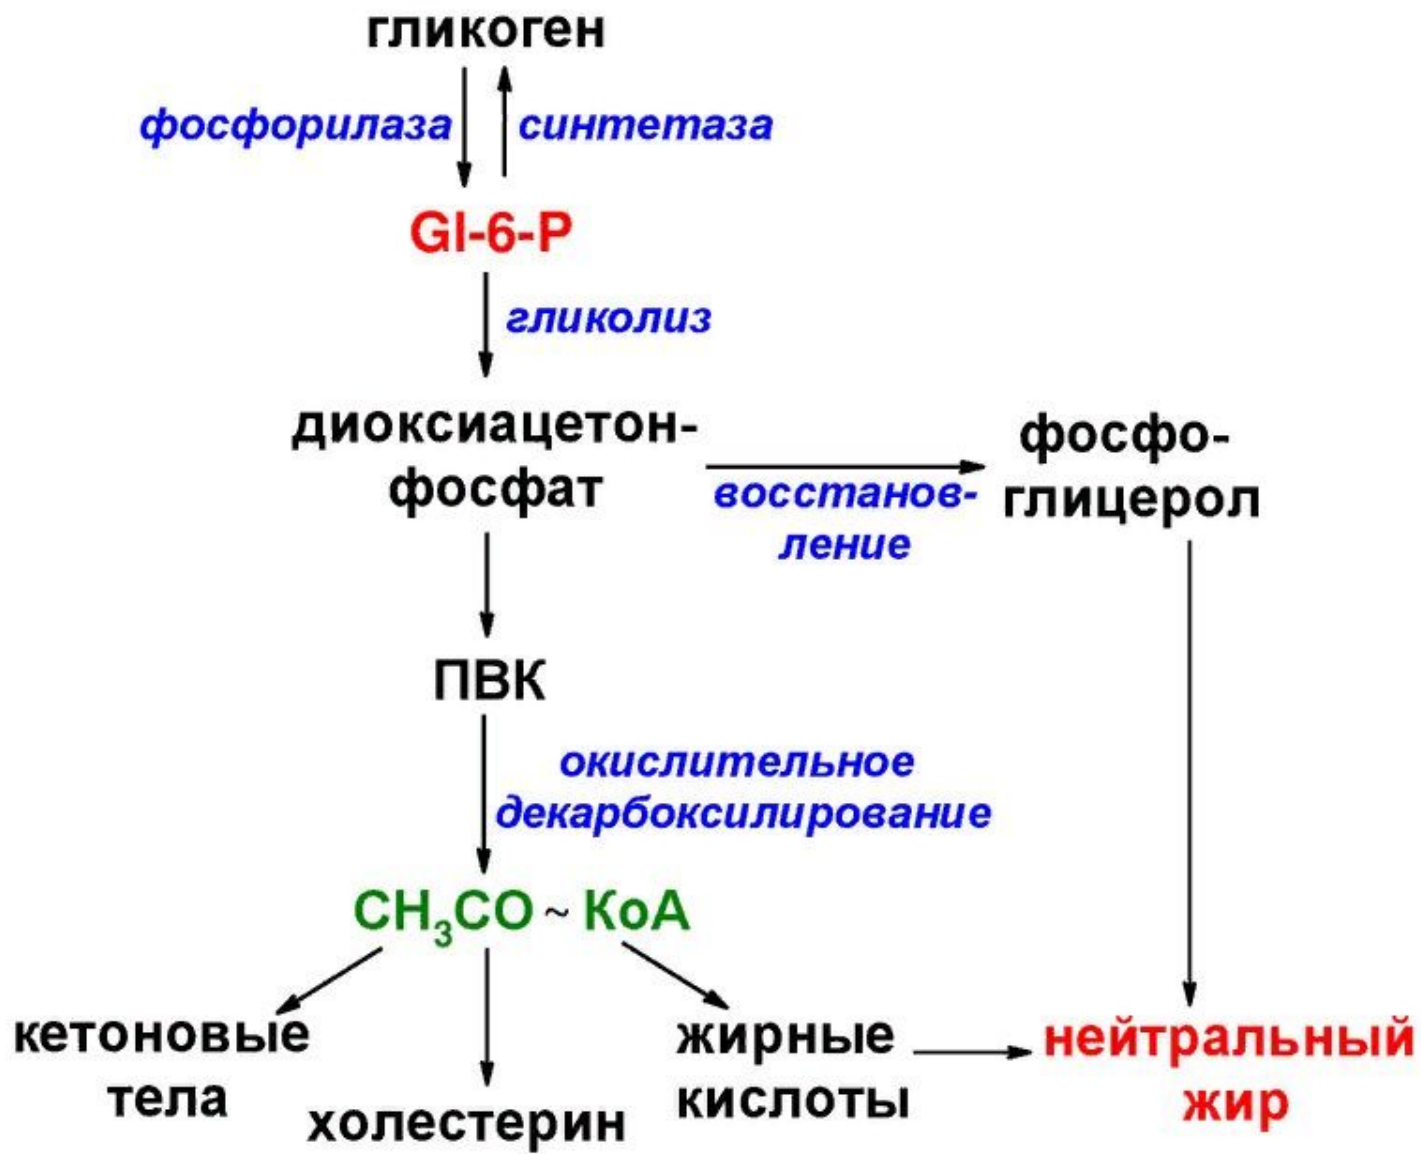 гликоген
фосфорилаза
синтетаза
Gl-6-P
гликолиз
диоксиацетон-
фосфат
восстанов-
ление
фосфо-
глицерол
ПВК
окислительное
декарбоксилирование
CH₃CO ~ КоА
кетоновые
тела
холестерин
жирные
кислоты
нейтральный
жир